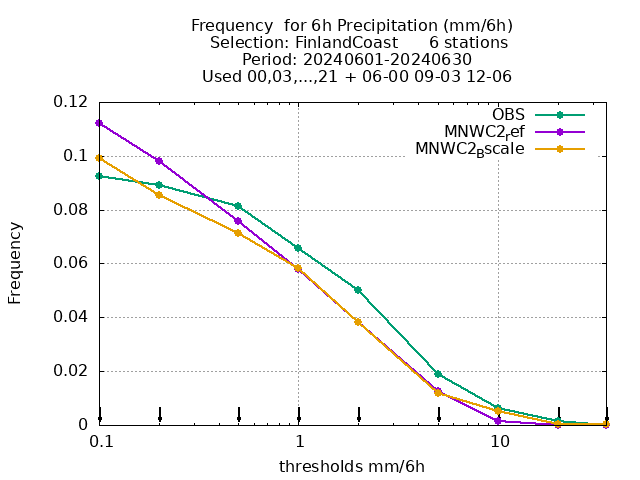 Frequency  for 6h Precipitation (mm/6h)
Selection: FinlandCoast      6 stations
Period: 20240601-20240630
Used 00,03,...,21 + 06-00 09-03 12-06
OBS
MNWC2ref
MNWC2Bscale
0.12
0.1
0.08
0.06
0.04
0.02
0
Frequency
0.1
1
10
thresholds mm/6h